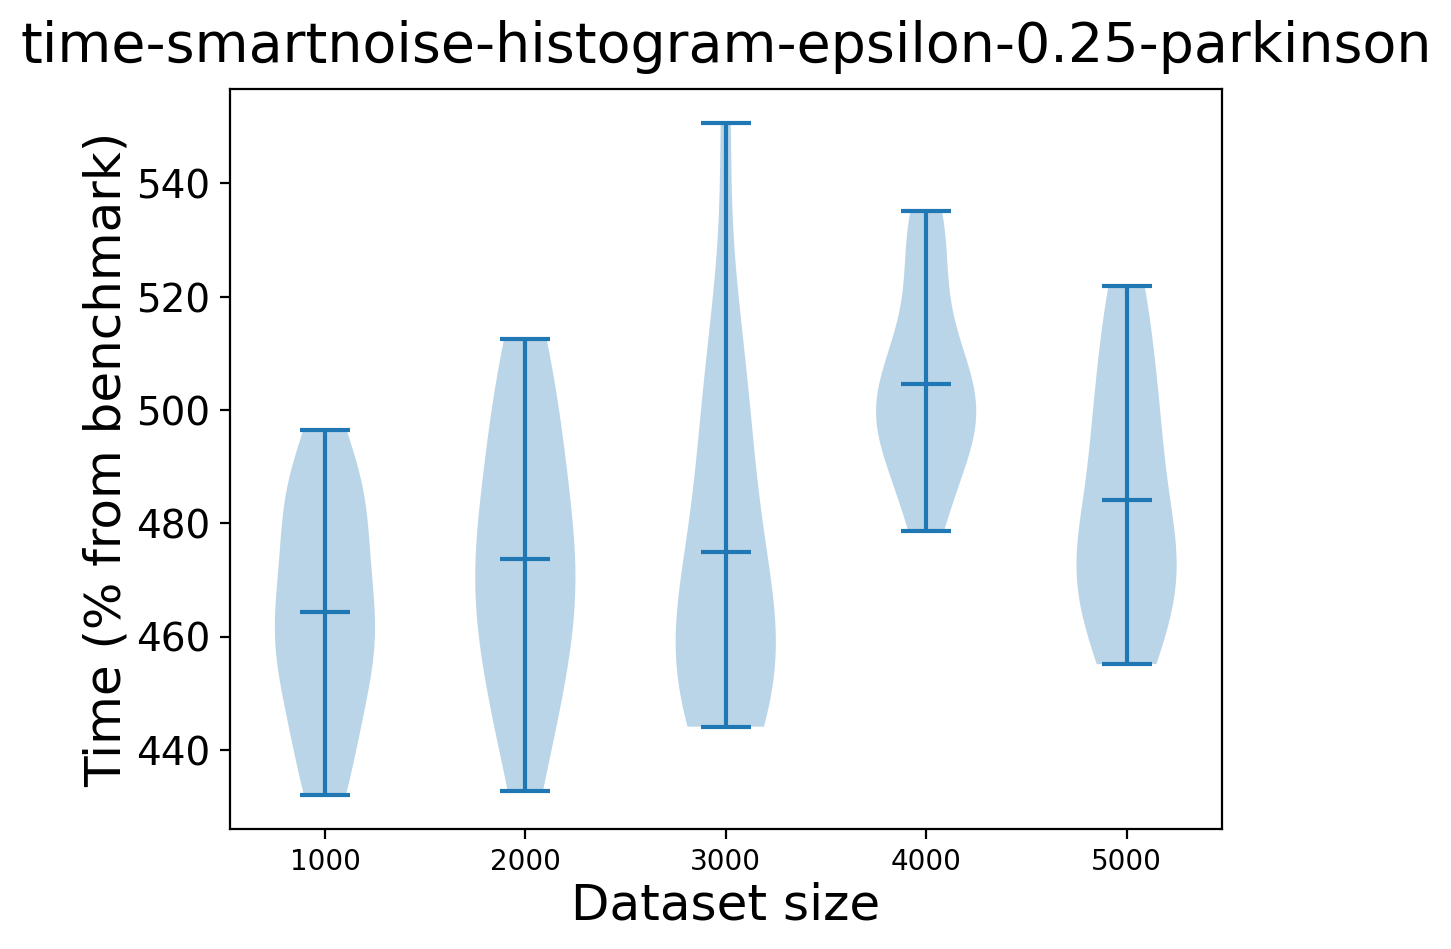 time-smartnoise-histogram-epsilon-0.25-parkinson
Time (% from benchmark)
540
520
500
480
460
440
1000 2000 3000 4000 5000
Dataset size